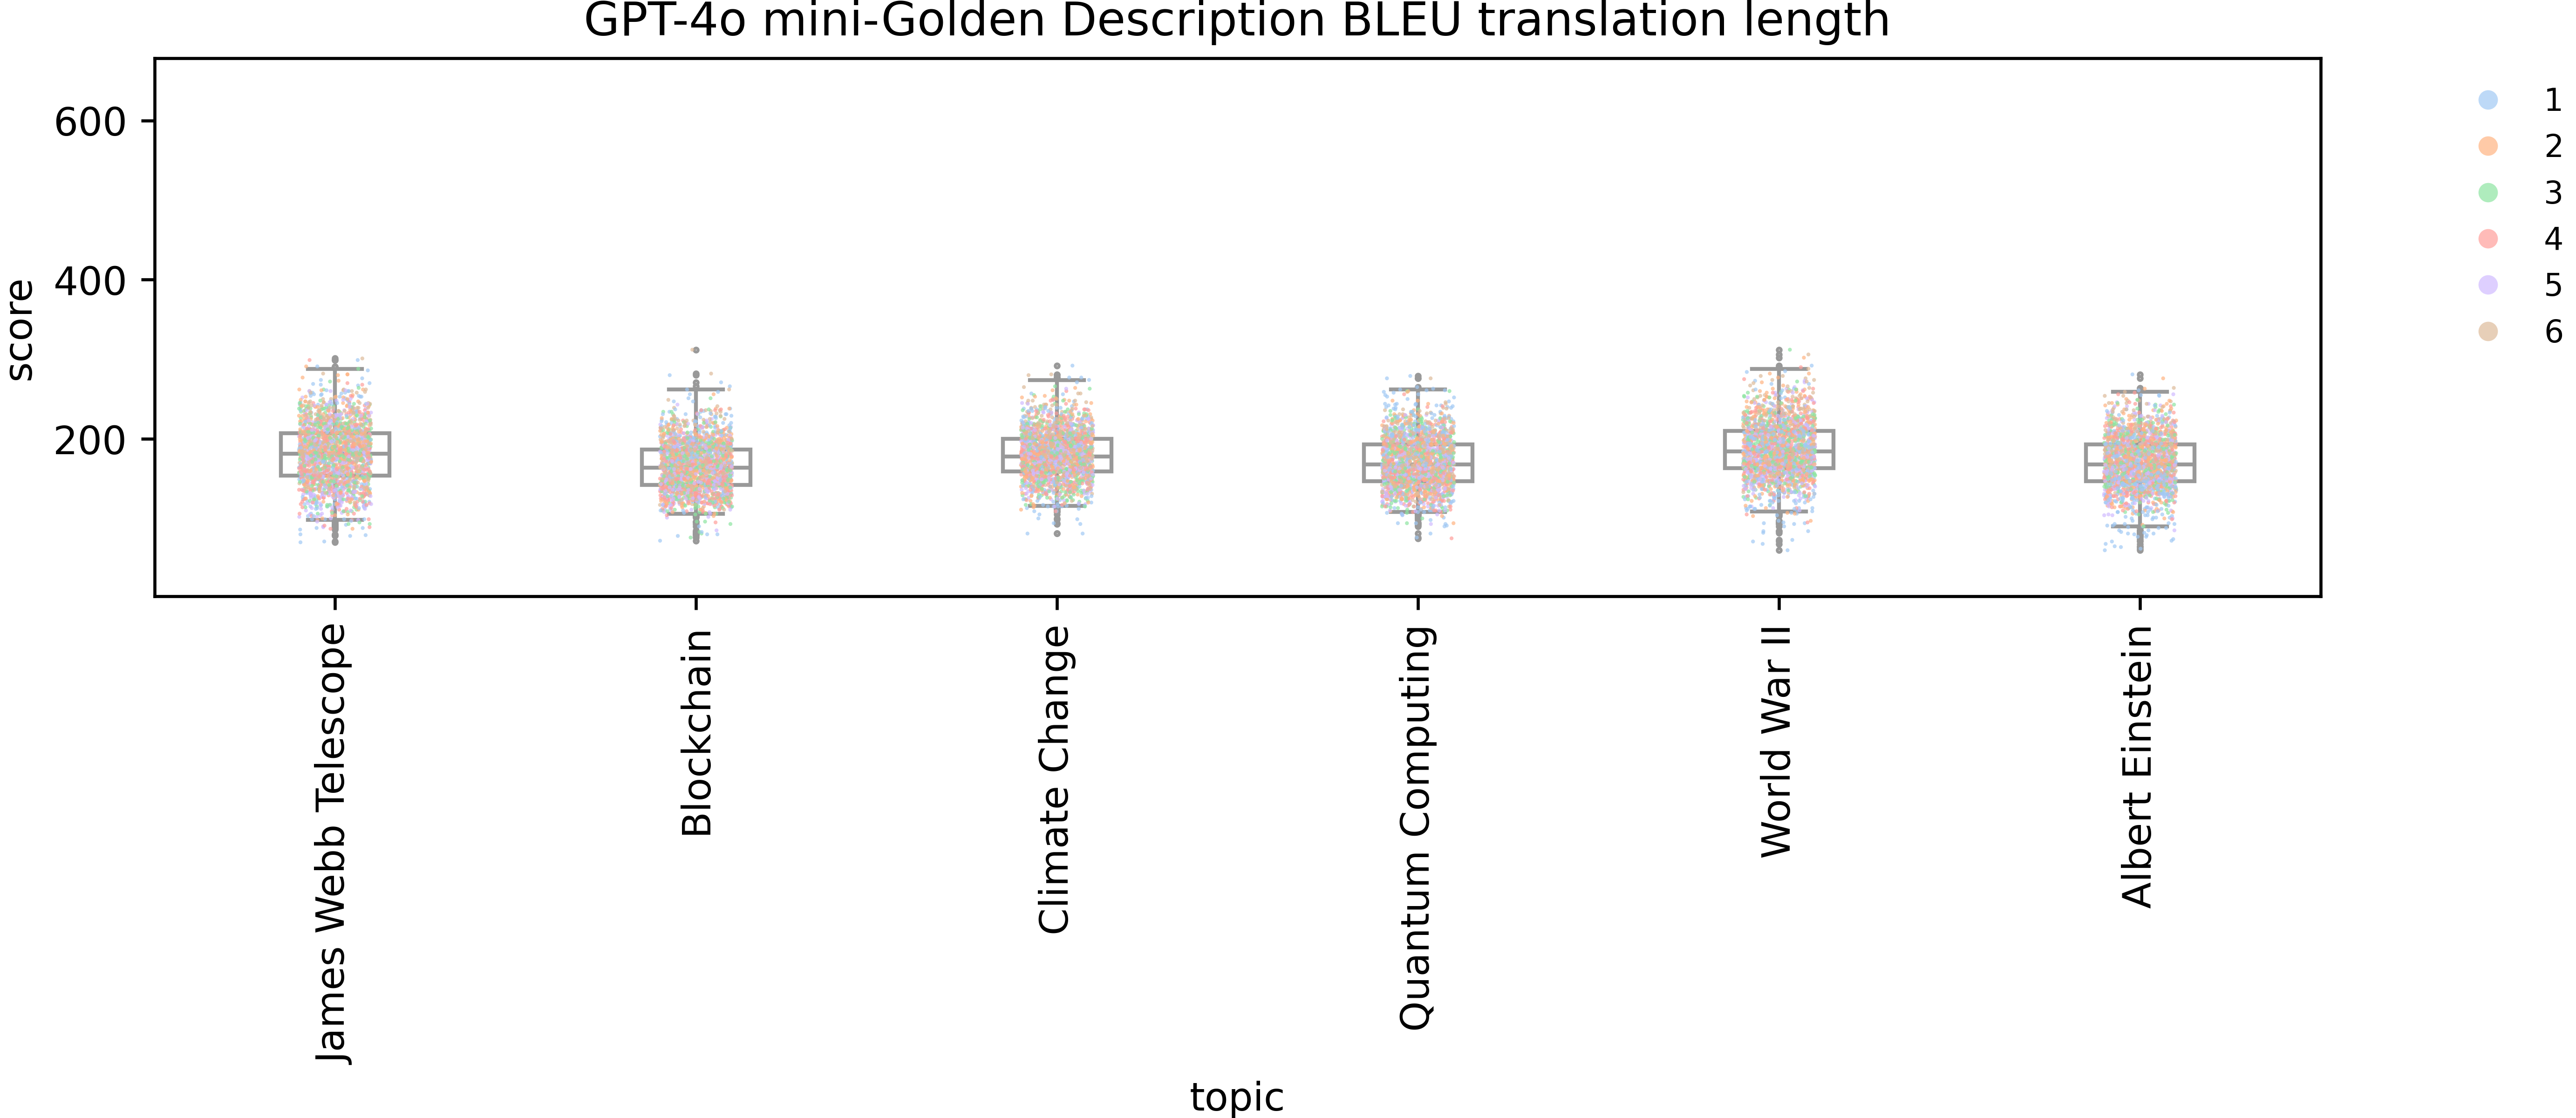 GPT-4o mini-Golden Description BLEU translation length
score
600
400
200
James Webb Telescope
Blockchain
Climate Change
Quantum Computing
World War II
Albert Einstein
topic
1
2
3
4
5
6